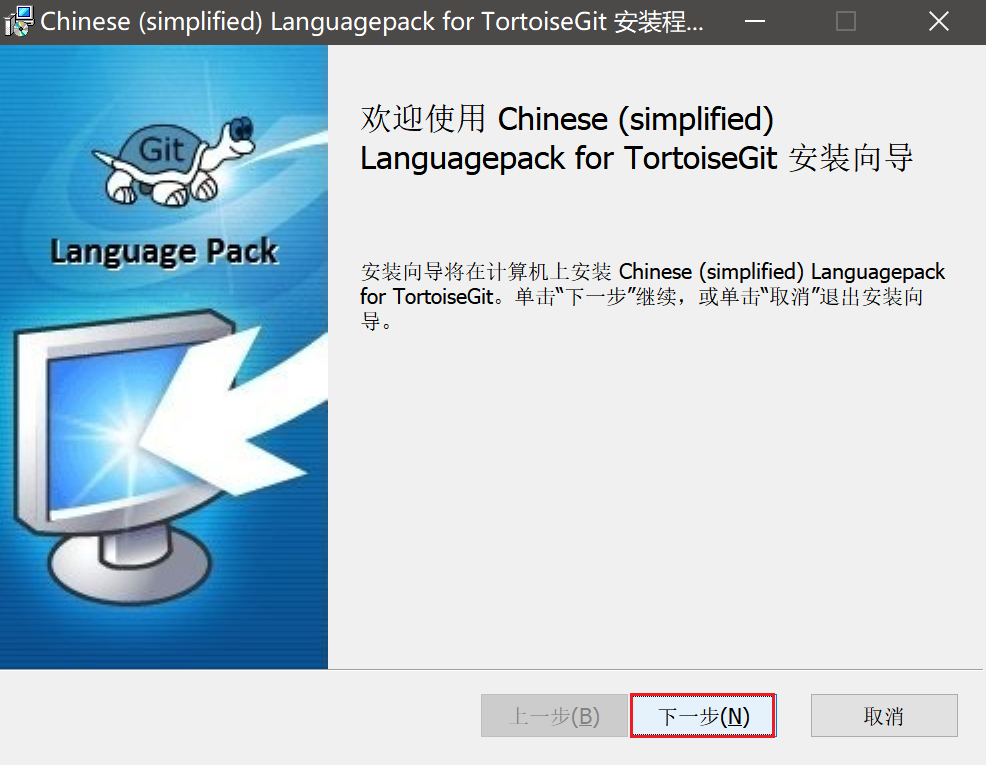 Chinese (simplified) Languagepack for TortoiseGit 安装程...
Git
Language Pack
欢迎使用 Chinese (simplified)
Languagepack for TortoiseGit 安装向导
安装向导将在计算机上安装 Chinese (simplified) Languagepack
for TortoiseGit。单击“下一步”继续，或单击“取消”退出安装向
导。
上一步(B)
下一步(N)
取消